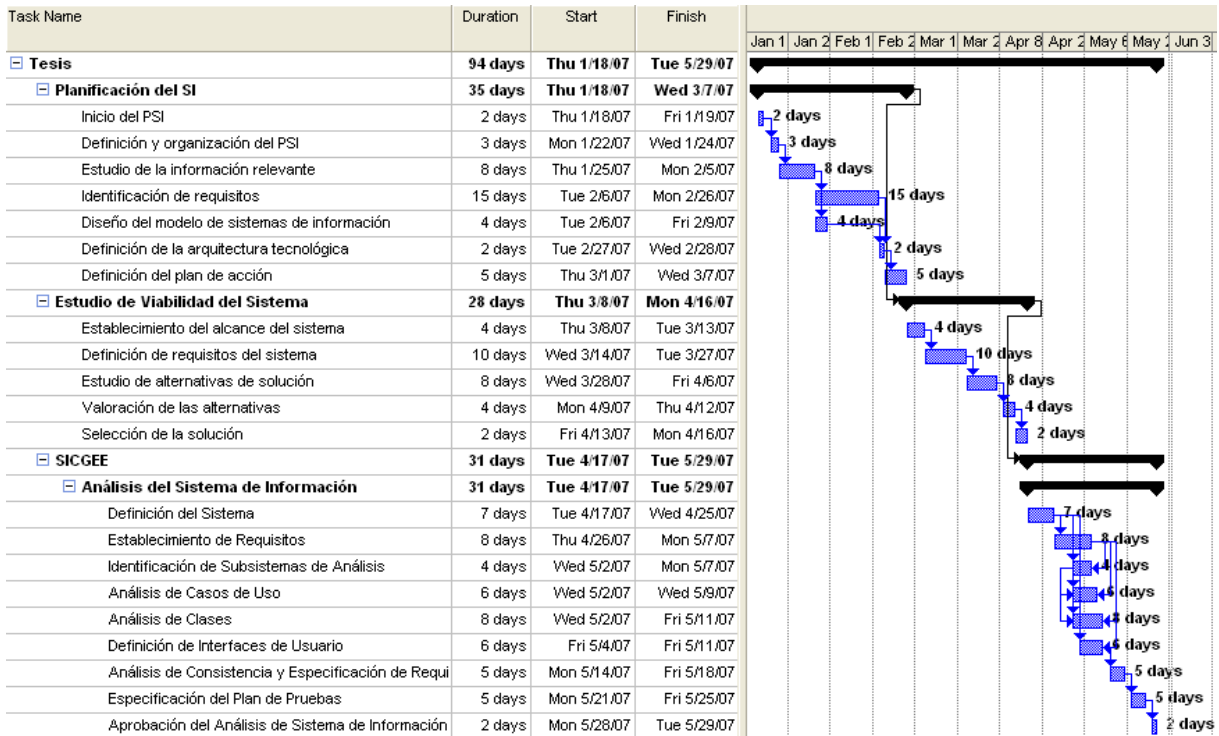 Task Name Duration Start Finish
Jan 1 Jan 2 Feb 1 Feb 2 Mar 1 Mar 2 Apr 8 Apr 2 May 6 May 2 Jun 3
Tesis 94 days Thu 1/18/07 Tue 5/29/07
Planificación del SI 35 days Thu 1/18/07 Wed 3/7/07
Inicio del PSI 2 days Thu 1/18/07 Fri 1/19/07 2 days
Definición y organización del PSI 3 days Mon 1/22/07 Wed 1/24/07 3 days
Estudio de la información relevante 8 days Thu 1/25/07 Mon 2/5/07 8 days
Identificación de requisitos 15 days Tue 2/6/07 Mon 2/26/07 15 days
Diseño del modelo de sistemas de información 4 days Tue 2/6/07 Fri 2/9/07 4 days
Definición de la arquitectura tecnológica 2 days Tue 2/27/07 Wed 2/28/07 2 days
Definición del plan de acción 5 days Thu 3/1/07 Wed 3/7/07 5 days
Estudio de Viabilidad del Sistema 28 days Thu 3/8/07 Mon 4/16/07
Establecimiento del alcance del sistema 4 days Thu 3/8/07 Tue 3/13/07 4 days
Definición de requisitos del sistema 10 days Wed 3/14/07 Tue 3/27/07 10 days
Estudio de alternativas de solución 8 days Wed 3/28/07 Fri 4/6/07 8 days
Valoración de las alternativas 4 days Mon 4/9/07 Thu 4/12/07 4 days
Selección de la solución 2 days Fri 4/13/07 Mon 4/16/07 2 days
SICGEE 31 days Tue 4/17/07 Tue 5/29/07
Análisis del Sistema de Información 31 days Tue 4/17/07 Tue 5/29/07
Definición del Sistema 7 days Tue 4/17/07 Wed 4/25/07 7 days
Establecimiento de Requisitos 8 days Thu 4/26/07 Mon 5/7/07 8 days
Identificación de Subsistemas de Análisis 4 days Wed 5/2/07 Mon 5/7/07 4 days
Análisis de Casos de Uso 6 days Wed 5/2/07 Wed 5/9/07 6 days
Análisis de Clases 8 days Wed 5/2/07 Fri 5/11/07 8 days
Definición de Interfaces de Usuario 6 days Fri 5/4/07 Fri 5/11/07 6 days
Análisis de Consistencia y Especificación de Requi 5 days Mon 5/14/07 Fri 5/18/07 5 days
Especificación del Plan de Pruebas 5 days Mon 5/21/07 Fri 5/25/07 5 days
Aprobación del Análisis de Sistema de Información 2 days Mon 5/28/07 Tue 5/29/07 2 days